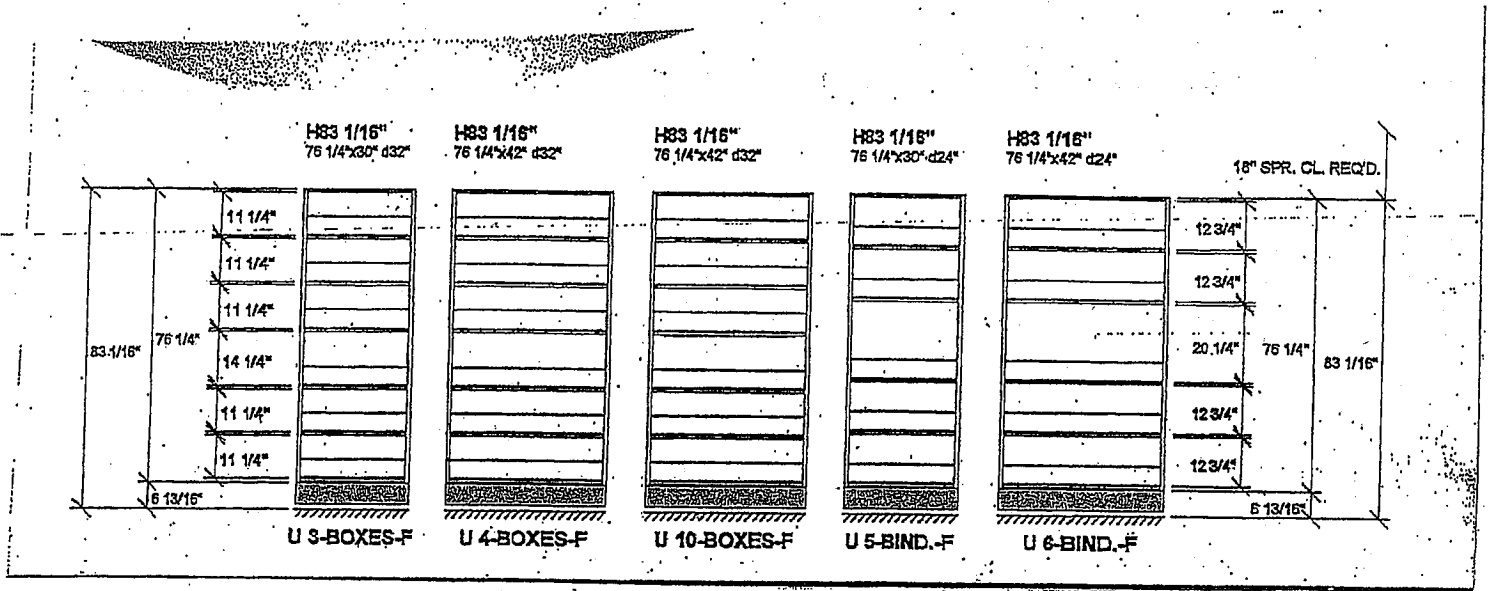 H83 1/16"
76 1/4"x30" d32"
H83 1/16"
76 1/4"x42" d32"
H83 1/16"
76 1/4"x42" d32"
H83 1/16"
76 1/4"x30" d24"
H83 1/16"
76 1/4"x42" d24"
18" SPR. CL. REQ'D.
83 1/16"
76 1/4"
11 1/4"
11 1/4"
11 1/4"
14 1/4"
11 1/4"
11 1/4"
6 13/16"
12 3/4"
12 3/4"
20 1/4"
12 3/4"
12 3/4"
76 1/4"
83 1/16"
6 13/16"
U 3-BOXES-F
U 4-BOXES-F
U 10-BOXES-F
U 5-BIND.-F
U 6-BIND.-F